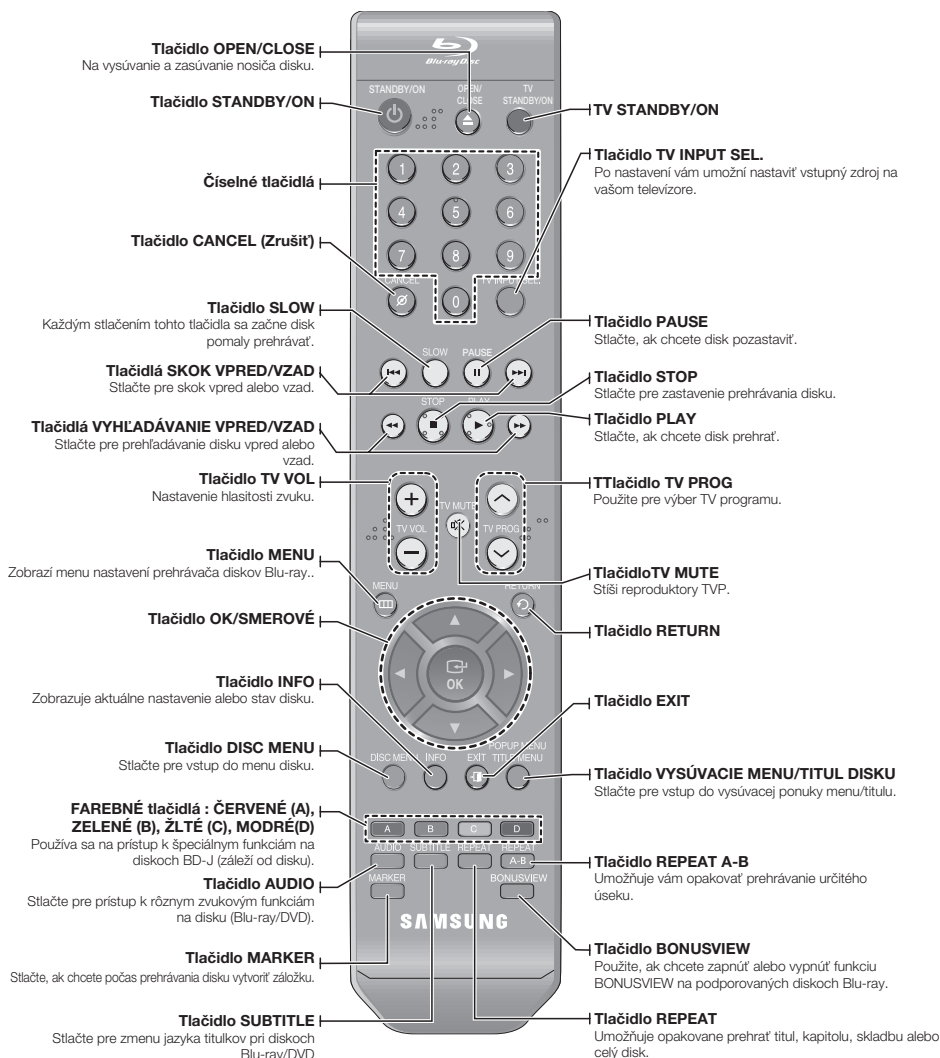 Tlačidlo OPEN/CLOSE
Na vysúvanie a zasúvanie nosiča disku.
Tlačidlo STANDBY/ON
Číselné tlačidlá
Tlačidlo CANCEL (Zrušiť)
Tlačidlo SLOW
Každým stlačením tohto tlačidla sa začne disk
pomaly prehrávať.
Tlačidlá SKOK VPRED/VZAD
Stlačte pre skok vpred alebo vzad.
Tlačidlá VYHĽADÁVANIE VPRED/VZAD
Stlačte pre prehľadávanie disku vpred alebo
vzad.
Tlačidlo TV VOL
Nastavenie hlasitosti zvuku.
Tlačidlo MENU
Zobrazí menu nastavení prehrávača diskov Blu-ray..
Tlačidlo OK/SMEROVÉ
Tlačidlo INFO
Zobrazuje aktuálne nastavenie alebo stav disku.
Tlačidlo DISC MENU
Stlačte pre vstup do menu disku.
FAREBNÉ tlačidlá : ČERVENÉ (A),
ZELENÉ (B), ŽLTÉ (C), MODRÉ(D)
Používa sa na prístup k špeciálnym funkciám na
diskoch BD-J (záleží od disku).
Tlačidlo AUDIO
Stlačte pre prístup k rôznym zvukovým funkciám
na disku (Blu-ray/DVD).
Tlačidlo MARKER
Stlačte, ak chcete počas prehrávania disku vytvoriť záložku.
Tlačidlo SUBTITLE
Stlačte pre zmenu jazyka titulkov pri diskoch
Blu-ray/DVD
Blu-ray Disc
STANDBY/ON
OPEN/
CLOSE
TV
STANDBY/ON
1 2 3
4 5 6
7 8 9
CANCEL
0
TV INPUT SEL.
SLOW PAUSE
STOP PLAY
TV VOL
TV MUTE
TV PROG
MENU
RETURN
OK
DISC MENU INFO EXIT
POPUP MENU
TITLE MENU
A B C D
AUDIO SUBTITLE REPEAT REPEAT
A-B
MARKER
BONUSVIEW
SAMSUNG
TV STANDBY/ON
Tlačidlo TV INPUT SEL.
Po nastavení vám umožní nastaviť vstupný zdroj na
vašom televízore.
Tlačidlo PAUSE
Stlačte, ak chcete disk pozastaviť.
Tlačidlo STOP
Stlačte pre zastavenie prehrávania disku.
Tlačidlo PLAY
Stlačte, ak chcete disk prehrať.
TTlačidlo TV PROG
Použite pre výber TV programu.
TlačidloTV MUTE
Stíši reproduktory TVP.
Tlačidlo RETURN
Tlačidlo EXIT
Tlačidlo VYSÚVACIE MENU/TITUL DISKU
Stlačte pre vstup do vysúvacej ponuky menu/titulu.
Tlačidlo REPEAT A-B
Umožňuje vám opakovať prehrávanie určitého
úseku.
Tlačidlo BONUSVIEW
Použite, ak chcete zapnúť alebo vypnúť funkciu
BONUSVIEW na podporovaných diskoch Blu-ray.
Tlačidlo REPEAT
Umožňuje opakovane prehrať titul, kapitolu, skladbu alebo
celý disk.